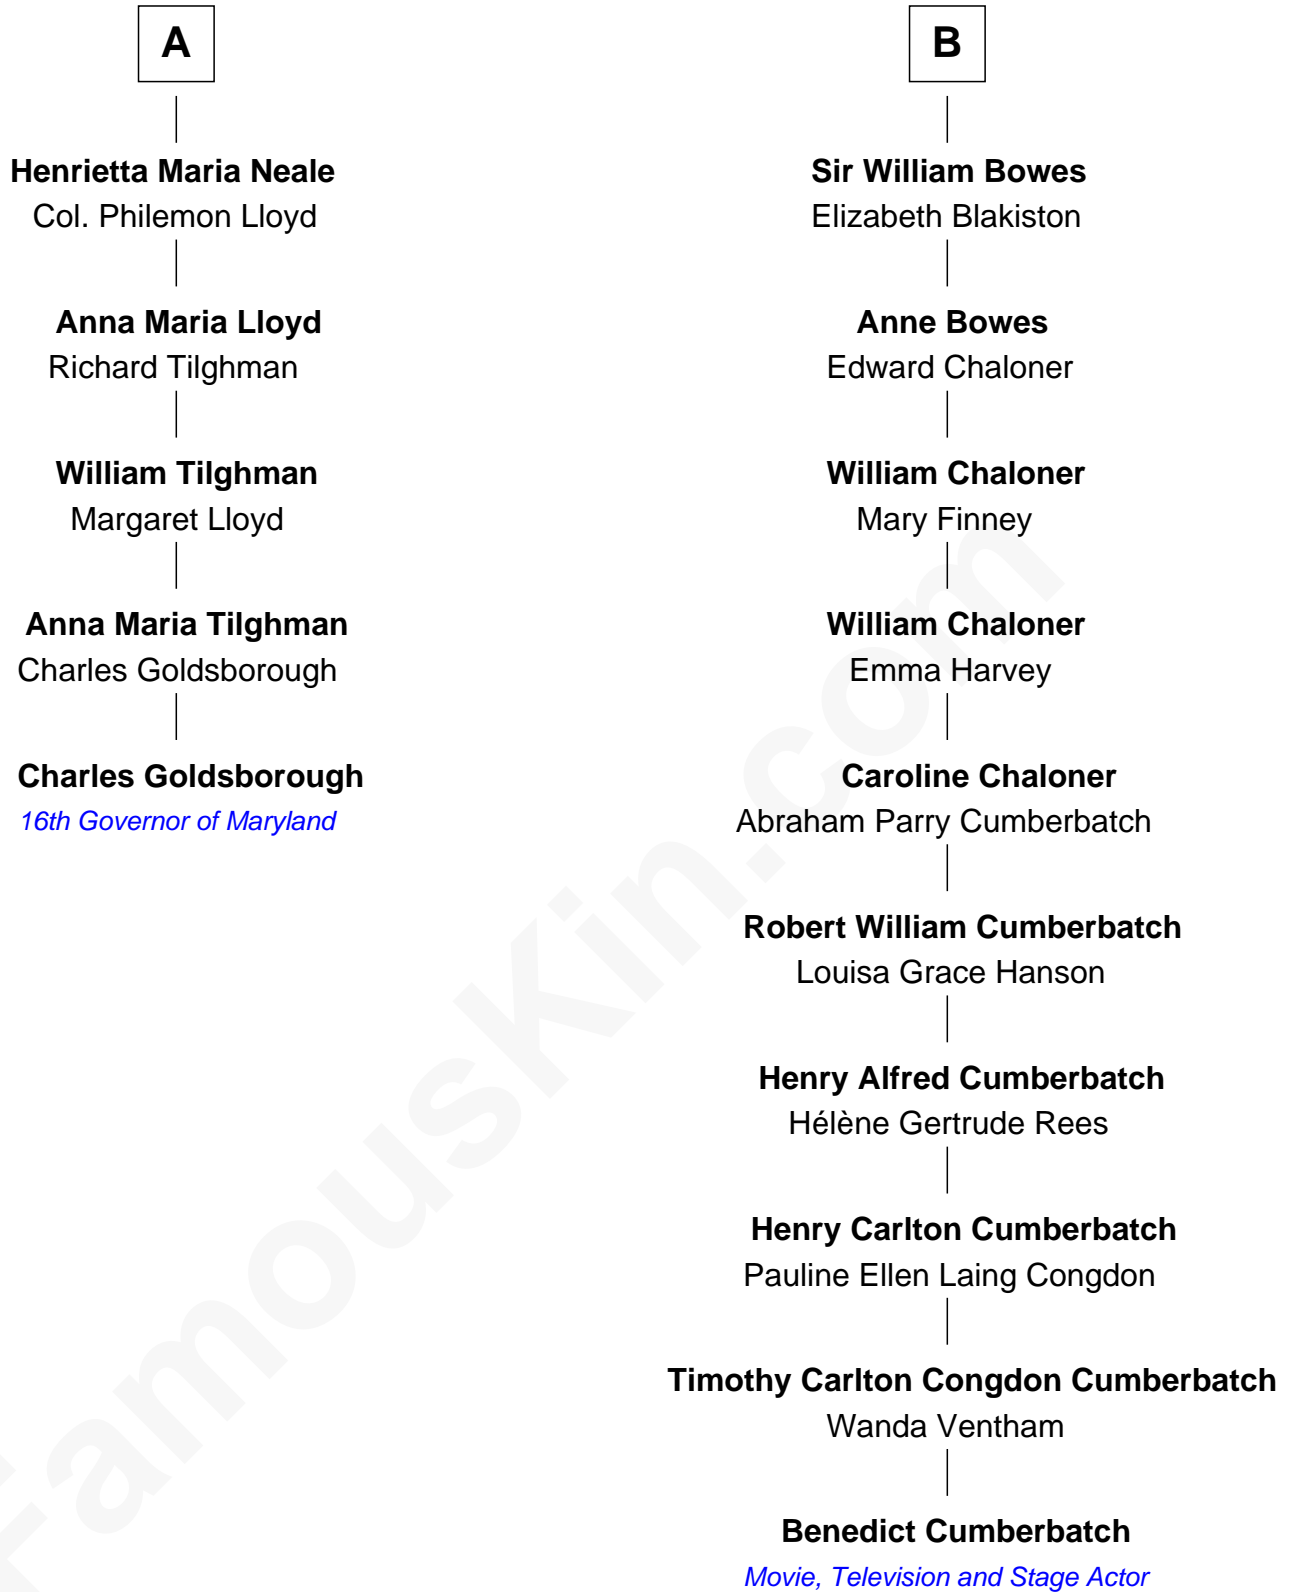 A
Henrietta Maria Neale
Col. Philemon Lloyd
Anna Maria Lloyd
Richard Tilghman
William Tilghman
Margaret Lloyd
Anna Maria Tilghman
Charles Goldsborough
Charles Goldsborough
16th Governor of Maryland
B
Sir William Bowes
Elizabeth Blakiston
Anne Bowes
Edward Chaloner
William Chaloner
Mary Finney
William Chaloner
Emma Harvey
Caroline Chaloner
Abraham Parry Cumberbatch
Robert William Cumberbatch
Louisa Grace Hanson
Henry Alfred Cumberbatch
Hélène Gertrude Rees
Henry Carlton Cumberbatch
Pauline Ellen Laing Congdon
Timothy Carlton Congdon Cumberbatch
Wanda Ventham
Benedict Cumberbatch
Movie, Television and Stage Actor
FamousKin.com